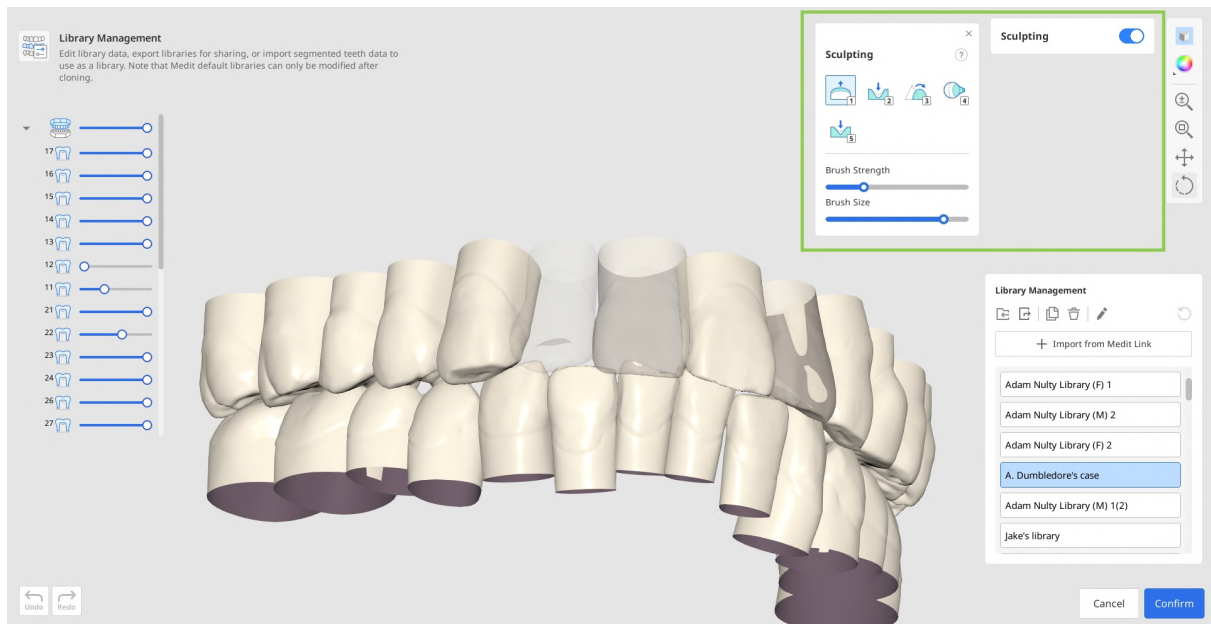 Library Management
Edit library data, export libraries for sharing, or import segmented teeth data to
use as a library. Note that Medit default libraries can only be modified after
cloning.
17
16
15
14
13
12
11
21
22
23
24
26
27
Undo
Redo
Sculpting
?
1
2
3
4
5
Brush Strength
Brush Size
Sculpting
Library Management
+ Import from Medit Link
Adam Nulty Library (F) 1
Adam Nulty Library (M) 2
Adam Nulty Library (F) 2
A. Dumbledore's case
Adam Nulty Library (M) 1(2)
Jake's library
Cancel
Confirm